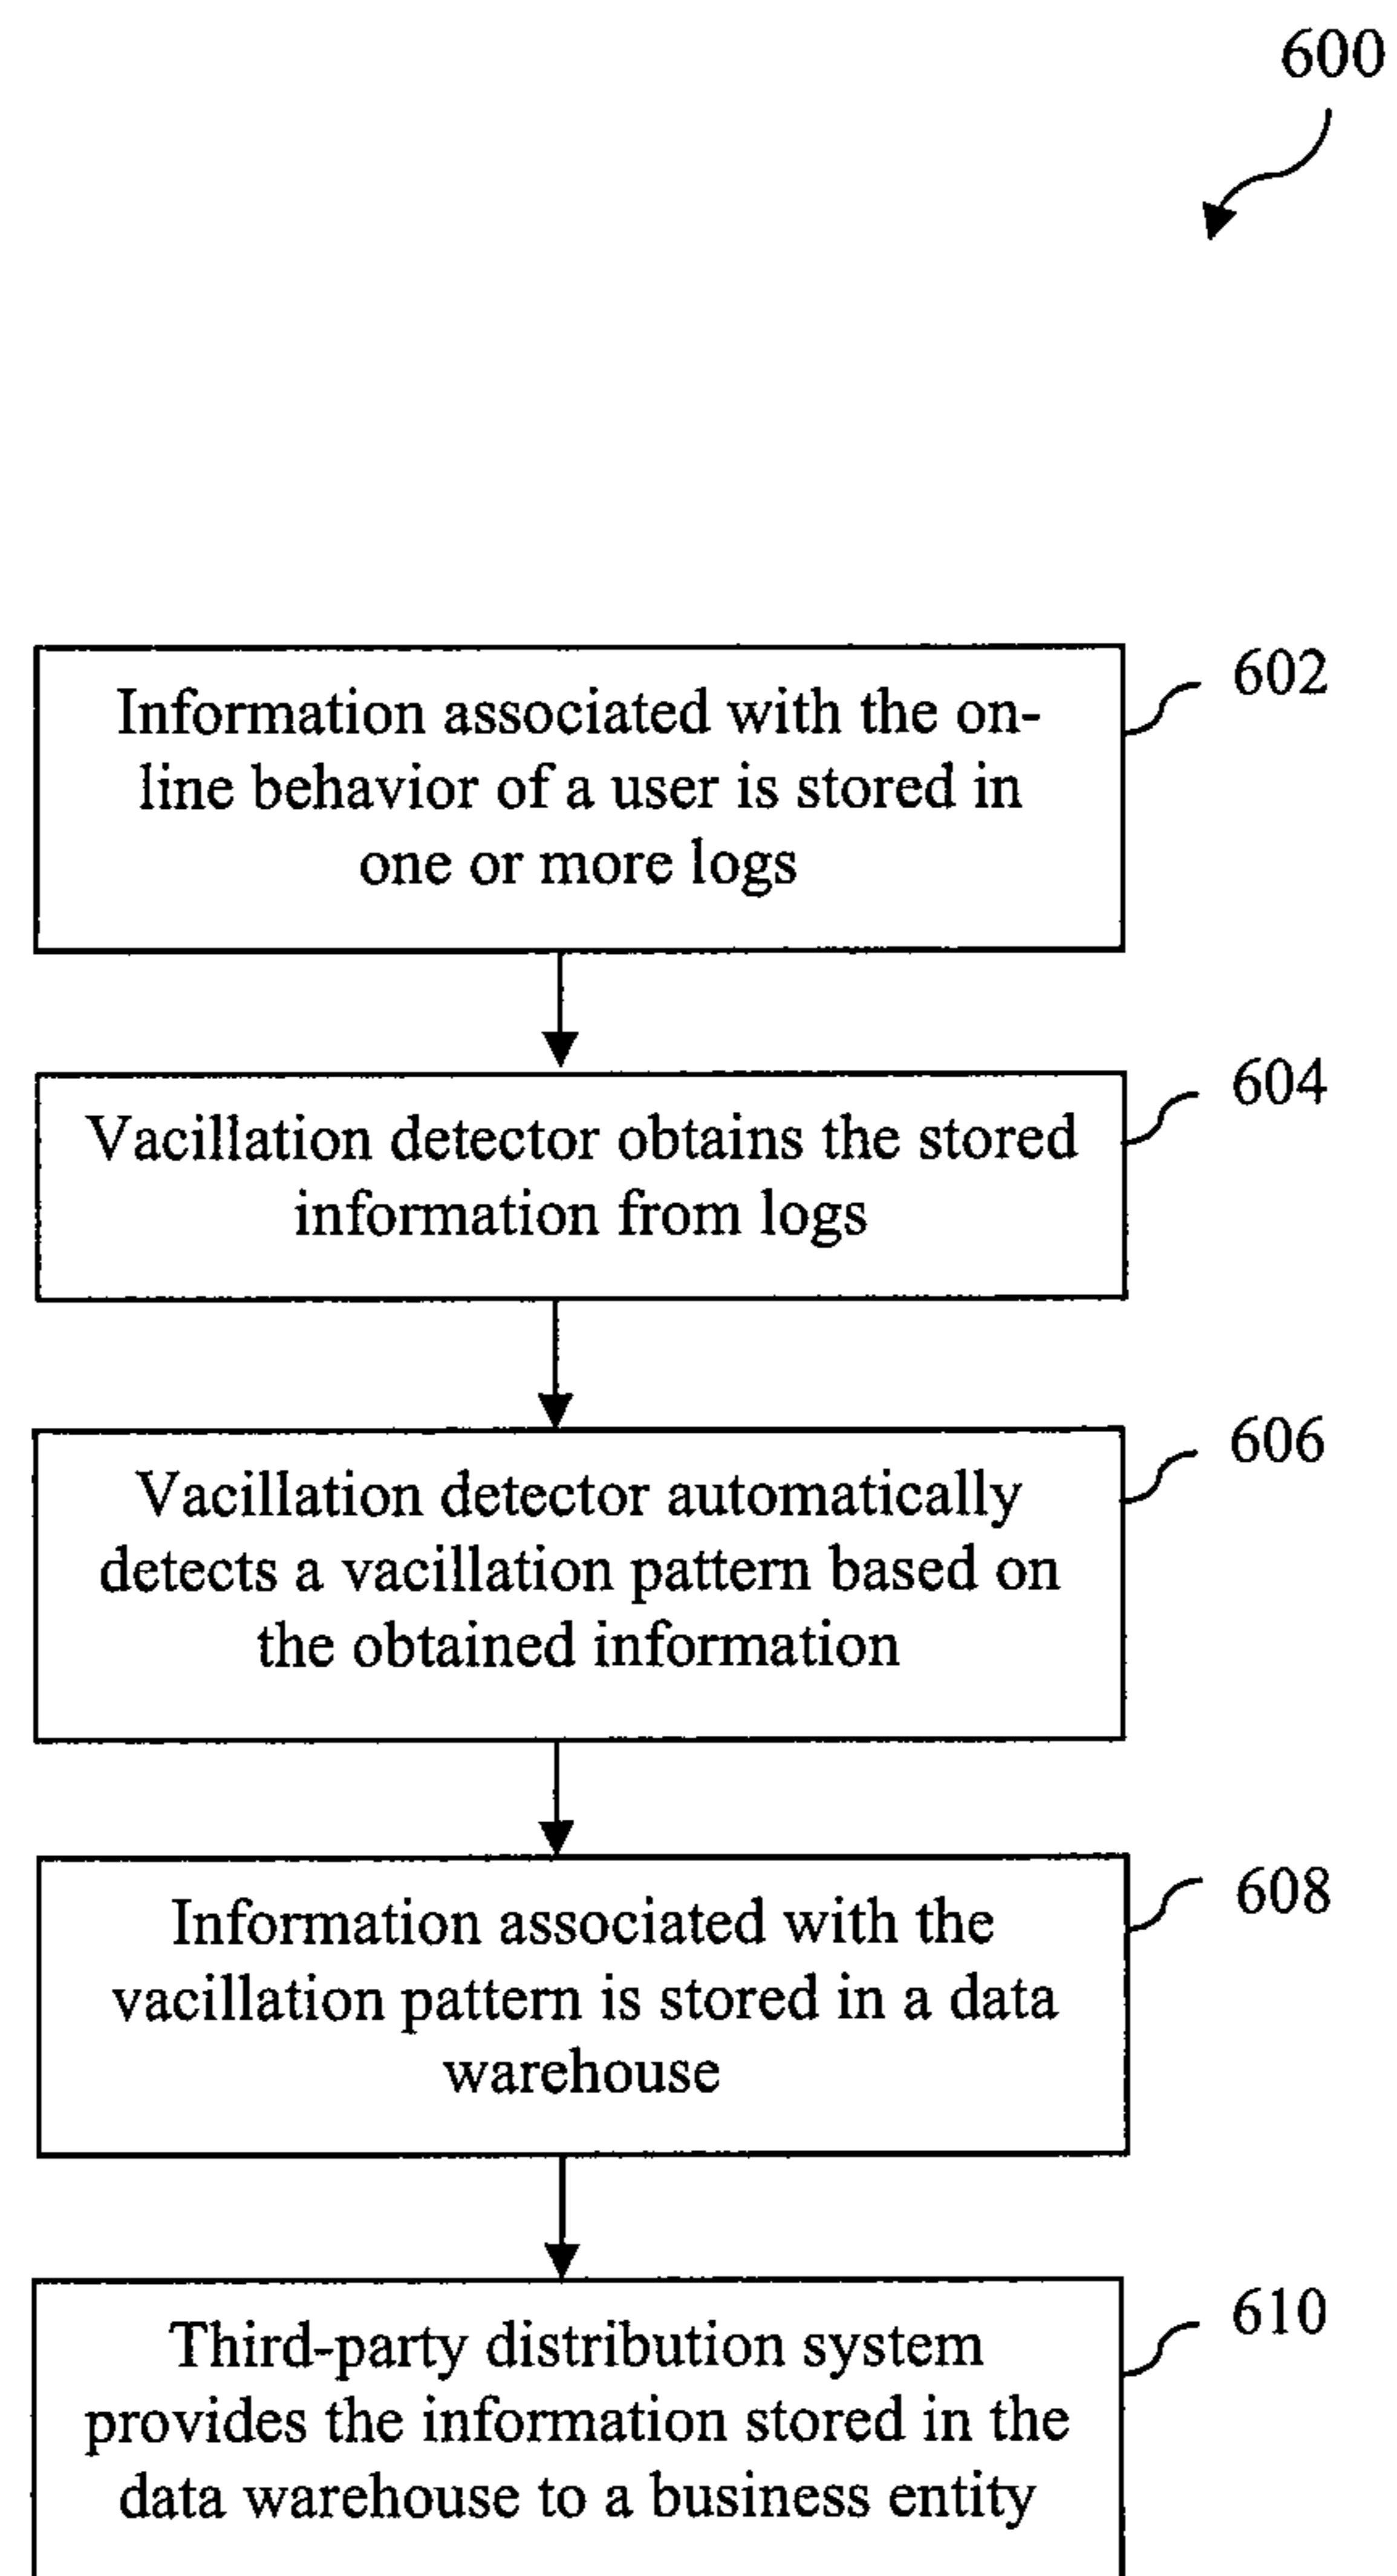 600
602
Information associated with the on-
line behavior of a user is stored in
one or more logs
604
Vacillation detector obtains the stored
information from logs
606
Vacillation detector automatically
detects a vacillation pattern based on
the obtained information
608
Information associated with the
vacillation pattern is stored in a data
warehouse
610
Third-party distribution system
provides the information stored in the
data warehouse to a business entity